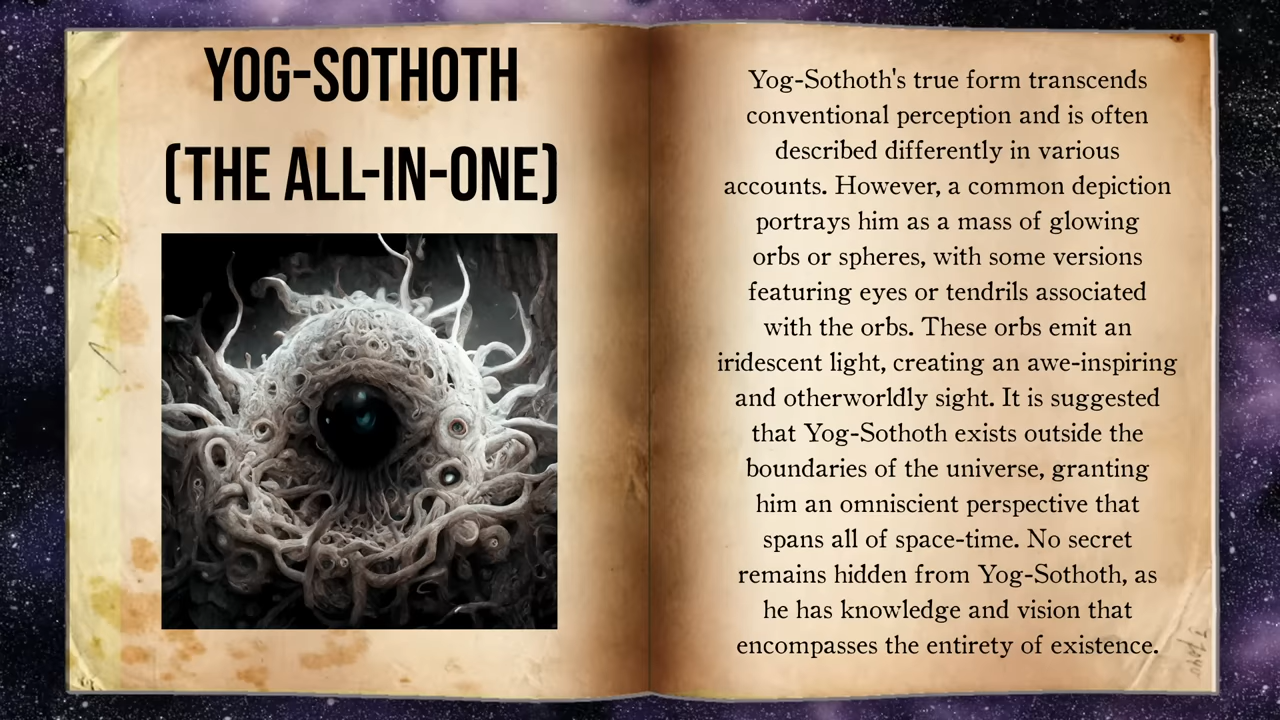 YOG-SOTHOTH
(THE ALL-IN-ONE)
Yog-Sothoth's true form transcends
conventional perception and is often
described differently in various
accounts. However, a common depiction
portrays him as a mass of glowing
orbs or spheres, with some versions
featuring eyes or tendrils associated
with the orbs. These orbs emit an
iridescent light, creating an awe-inspiring
and otherworldly sight. It is suggested
that Yog-Sothoth exists outside the
boundaries of the universe, granting
him an omniscient perspective that
spans all of space-time. No secret
remains hidden from Yog-Sothoth, as
he has knowledge and vision that
encompasses the entirety of existence.